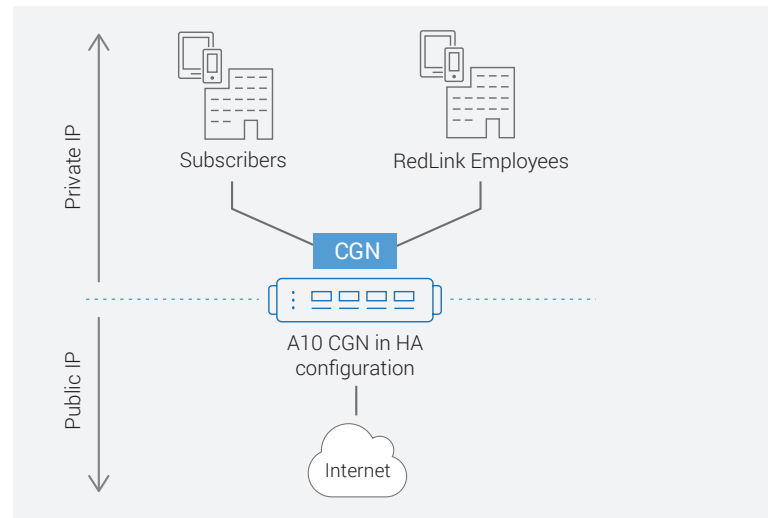 Private IP
Subscribers
RedLink Employees
CGN
A10 CGN in HA
configuration
Public IP
Internet